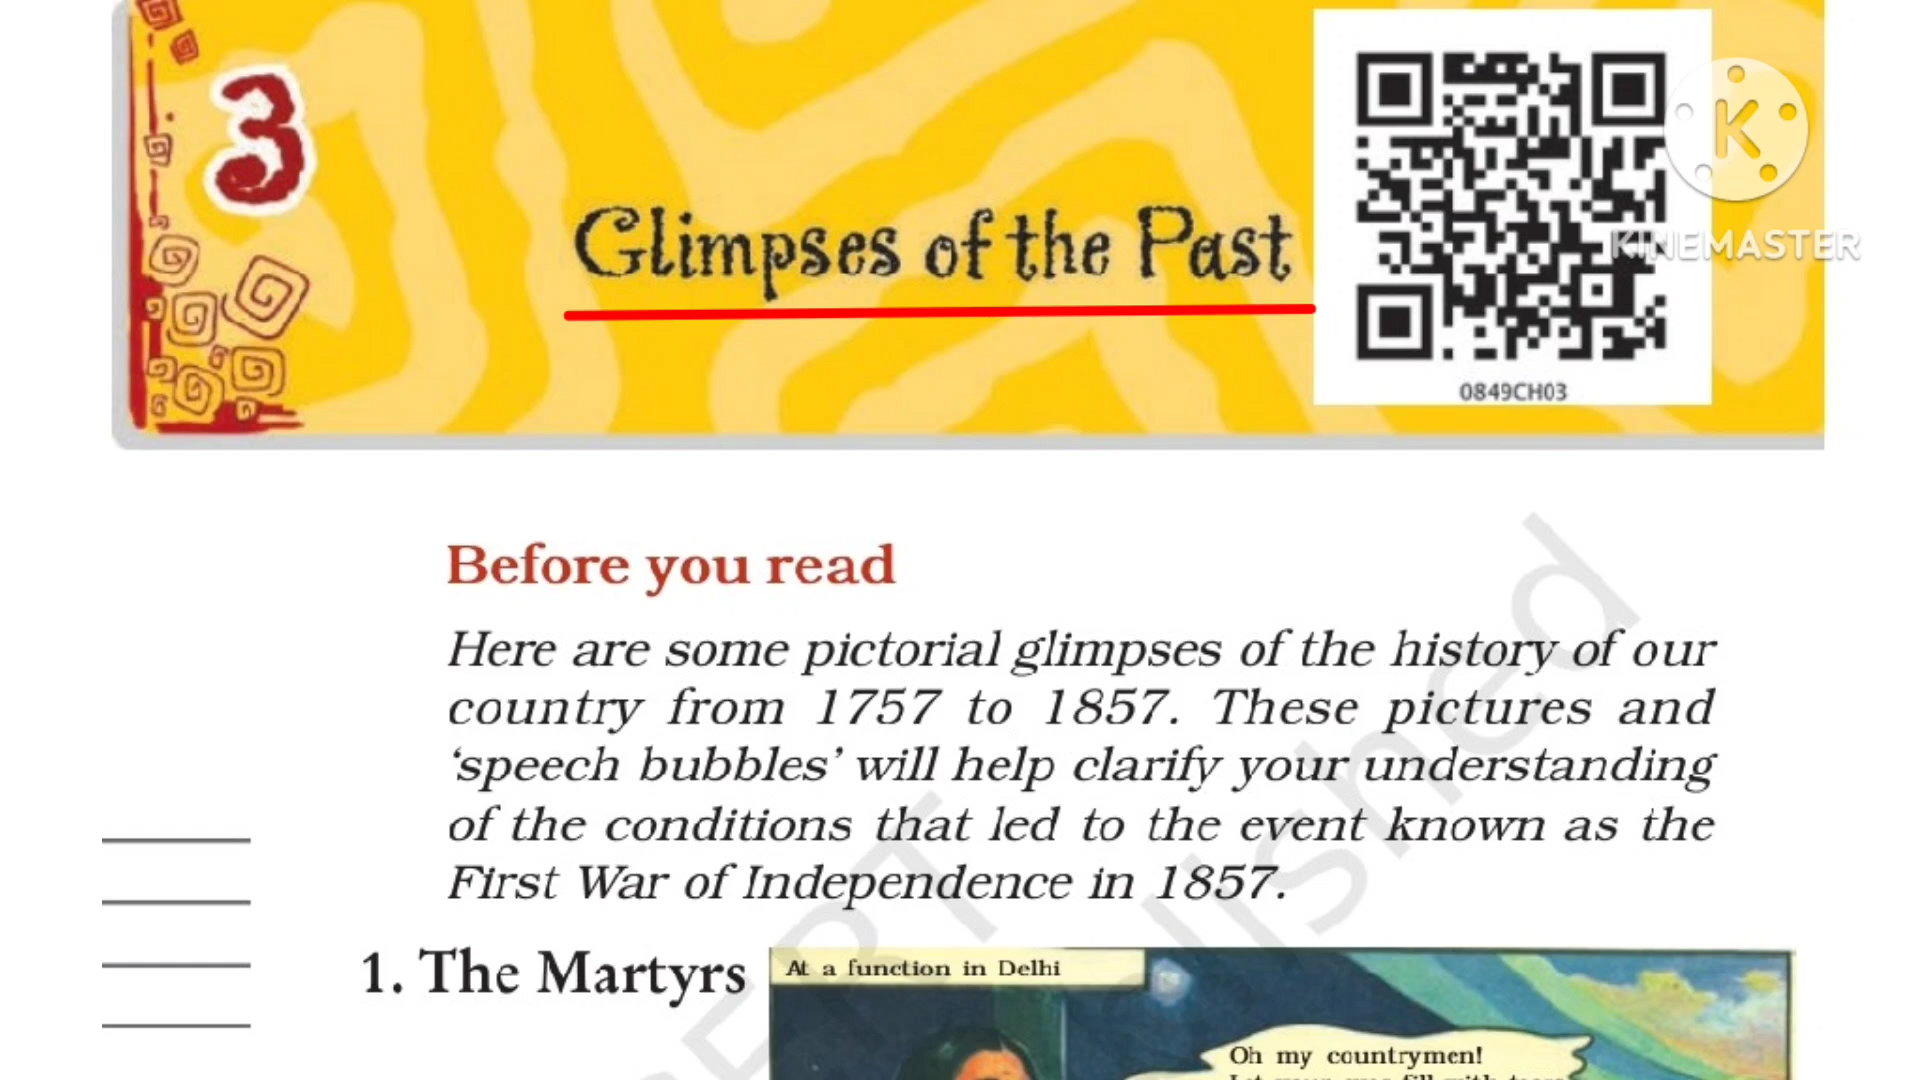 3
Glimpses of the Past
K
KINEMASTER
0849CH03
Before you read
Here are some pictorial glimpses of the history of our
country from 1757 to 1857. These pictures and
‘speech bubbles’ will help clarify your understanding
of the conditions that led to the event known as the
First War of Independence in 1857.
1. The Martyrs
At a function in Delhi
Oh my countrymen!